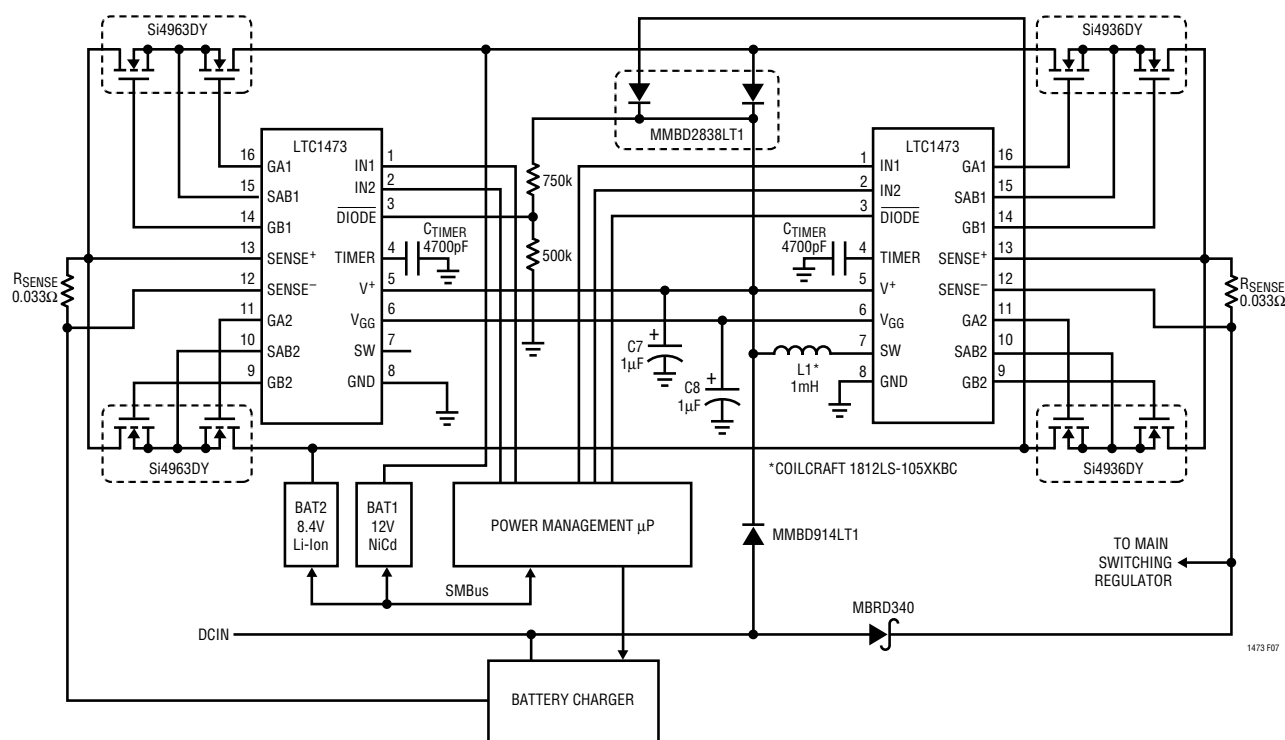 Si4963DY
Si4936DY
MMBD2838LT1
LTC1473
16 GA1
15 SAB1
14 GB1
13 SENSE+
12 SENSE–
11 GA2
10 SAB2
9 GB2
IN1 1
IN2 2
DIODE 3
TIMER 4
V+ 5
VGG 6
SW 7
GND 8
CTIMER
4700pF
750k
500k
RSENSE
0.033Ω
C7
1µF
C8
1µF
L1*
1mH
CTIMER
4700pF
LTC1473
1 IN1
2 IN2
3 DIODE
4 TIMER
5 V+
6 VGG
7 SW
8 GND
GA1 16
SAB1 15
GB1 14
SENSE+ 13
SENSE– 12
GA2 11
SAB2 10
GB2 9
RSENSE
0.033Ω
Si4963DY
Si4936DY
*COILCRAFT 1812LS-105XKBC
BAT2
8.4V
Li-Ion
BAT1
12V
NiCd
POWER MANAGEMENT µP
SMBus
MMBD914LT1
TO MAIN
SWITCHING
REGULATOR
MBRD340
DCIN
BATTERY CHARGER
1473 F07